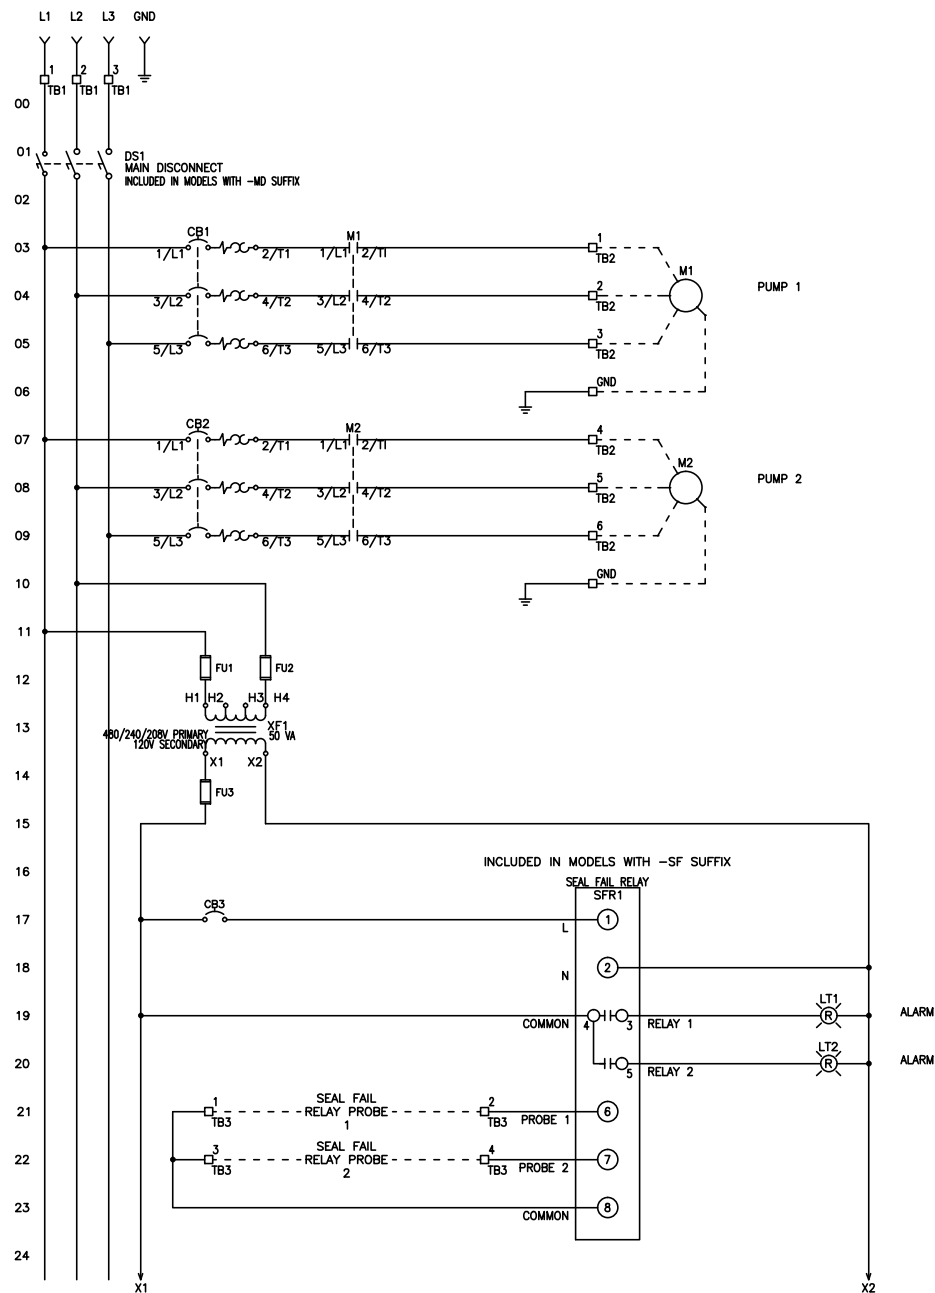 L1 L2 L3 GND
1 2 3
TB1 TB1 TB1
00
01 DS1
MAIN DISCONNECT
INCLUDED IN MODELS WITH -MD SUFFIX
02
CB1 M1 1
03 1/L1 2/T1 1/L1 2/T1 TB2
M1
2 PUMP 1
04 3/L2 4/T2 3/L2 4/T2 TB2
3
05 5/L3 6/T3 5/L3 6/T3 TB2
GND
06
CB2 M2 4
07 1/L1 2/T1 1/L1 2/T1 TB2
M2
5 PUMP 2
08 3/L2 4/T2 3/L2 4/T2 TB2
6
09 5/L3 6/T3 5/L3 6/T3 TB2
GND
10
11
FU1 FU2
12
H1 H2 H3 H4
13 XF1
480/240/208V PRIMARY 50 VA
120V SECONDARY
X1 X2
14
FU3
15
INCLUDED IN MODELS WITH -SF SUFFIX
16
SEAL FAIL RELAY
SFR1
CB3
17 1
L
18 2
N
LT1
19 R ALARM
COMMON 4 3 RELAY 1
LT2
20 R ALARM
5 RELAY 2
1 SEAL FAIL 2
21 RELAY PROBE 6
TB3 1 TB3 PROBE 1
3 SEAL FAIL 4
22 RELAY PROBE 7
TB3 2 TB3 PROBE 2
23 8
COMMON
24
X1 X2